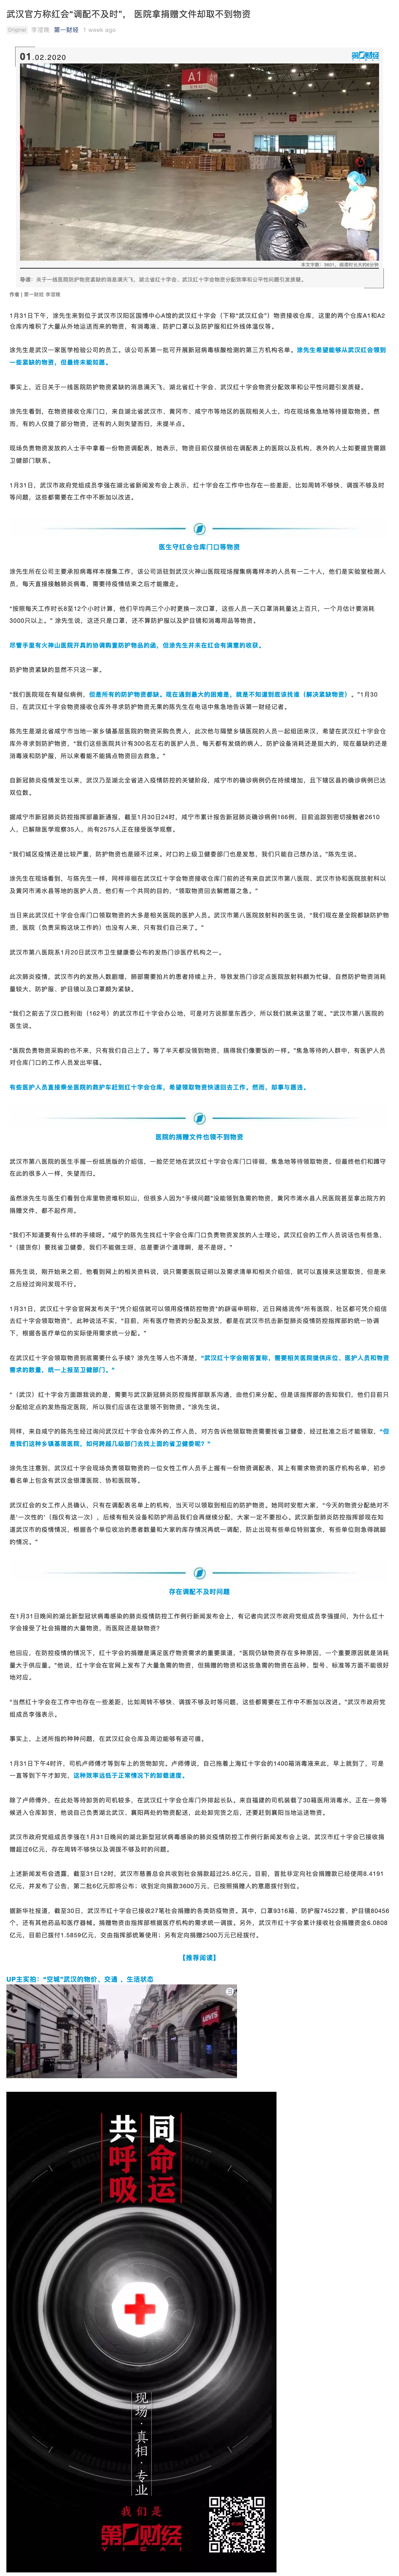 武汉官方称红会“调配不及时”， 医院拿捐赠文件却取不到物资
Original 李溼瞰 第一财经 1 week ago
01.02.2020
第一财经
A1
本文字数：3601，阅读时长大约6分钟
导语：关于一线医院防护物资紧缺的消息满天飞，湖北省红十字会、武汉红十字会物资分配效率和公平性问题引发质疑。
1月31日下午，涂先生来到位于武汉市汉阳区国博中心A馆的武汉红十字会（下称“武汉红会”）物资接收仓库，这里的两个仓库A1和A2
仓库内堆积了大量从外地运送而来的物资，有消毒液、防护口罩以及防护服和红外线体温仪等。
涂先生是武汉一家医学检验公司的员工。该公司系第一批可开展新冠病毒核酸检测的第三方机构名单。涂先生希望能够从武汉红会领到
一些紧缺的物资，但最终未能如愿。
事实上，近日关于一线医院防护物资紧缺的消息满天飞，湖北省红十字会、武汉红十字会物资分配效率和公平性问题引发质疑。
涂先生看到，在物资接收仓库门口，来自湖北省武汉市、黄冈市、咸宁市等地区的医院相关人士，均在现场焦急地等待提取物资。然
而，有的人仅提了部分物资，还有的人则失望而归，未提半点。
现场负责物资发放的人士手中拿着一份物资调配表。她表示，物资目前仅提供给在调配表上的医院以及机构，表外的人士如要提货需跟
卫健部门联系。
1月31日，武汉市政府党组成员李强在湖北省新闻发布会上表示，红十字会在工作中也存在一些差距，比如周转不够快、调拨不够及时
等问题，这些都需要在工作中不断加以改进。
医生守红会仓库门口等物资
涂先生所在公司主要承担病毒样本搜集工作，该公司派驻到武汉火神山医院现场搜集病毒样本的人员有一二十人，他们是实验室检测人
员，每天直接接触肺炎病毒，需要待疫情结束之后才能撤走。
“按照每天工作时长8至12个小时计算，他们平均两三个小时更换一次口罩，这些人员一天口罩消耗量达上百只，一个月估计要消耗
3000只以上。” 涂先生说，这还只是口罩，还不算防护服以及护目镜和消毒用品等。
尽管手里有火神山医院开具的协调购置防护物品的函，但涂先生并未在红会有满意的收获。
防护物资紧缺的显然不只这一家。
“我们医院现在有疑似病例，但是所有的防护物资都缺。现在遇到最大的困难是，就是不知道到底该找谁（解决紧缺物资）。”1月30
日，在武汉红十字会物资接收仓库外寻求防护物资无果的陈先生在电话中焦急地告诉第一财经记者。
陈先生是湖北省咸宁市当地一家乡镇基层医院的物资采购负责人，此次他与隔壁乡镇医院的人员一起组团来汉，希望能在武汉红十字会仓
库外寻求到防护物资，“我们这些医院共计有300名左右的医护人员，每天都有发烧的病人，防护设备消耗还是挺大的，现在最缺的还是
消毒液和防护服，所以来看能不能搞点物资回去救急。”
自新冠肺炎疫情发生以来，武汉乃至湖北全省进入疫情防控的关键阶段，咸宁市的确诊病例仍在持续增加，且下辖区县的确诊病例已达
双位数。
据咸宁市新冠肺炎防控指挥部最新通报，截至1月30日24时，咸宁市累计报告新冠肺炎确诊病例166例，目前追踪到密切接触者2610
人，已解除医学观察35人，尚有2575人正在接受医学观察。
“我们城区疫情还是比较严重，防护物资也是顾不过来。对口的上级卫健委部门也是发愁，我们只能自己想办法。”陈先生说。
涂先生在现场看到，与陈先生一样，同样徘徊在武汉红十字会物资接收仓库门前的还有来自武汉市第八医院、武汉市协和医院放射科以
及黄冈市浠水县等地的医护人员，他们有一个共同的目的，“领取物资回去解燃眉之急。”
当日来此武汉红十字会仓库门口领取物资的大多是相关医院的医护人员。武汉市第八医院放射科的医生说，“我们现在是全院都缺防护物
资，医院（负责采购这块工作的）也没有人来，只有我们自己来了。”
武汉市第八医院系1月20日武汉市卫生健康委公布的发热门诊医疗机构之一。
此次肺炎疫情，武汉市内的发热人数剧增，肺部需要拍片的患者持续上升，导致发热门诊定点医院放射科颇为忙碌，自然防护物资消耗
量较大，防护服、护目镜以及口罩颇为紧缺。
“我们之前去了汉口胜利街（162号）的武汉市红十字会办公地，可是对方说那里东西少，所以我们就来这里了呢。”武汉市第八医院的
医生说。
“医院负责物资采购的也不来，只有我们自己上了。等了半天都没领到物资，搞得我们像要饭的一样。”焦急等待的人群中，有医护人员
对仓库门口的工作人员发出牢骚。
有些医护人员直接乘坐医院的救护车赶到红十字会仓库，希望领取物资快速回去工作。然而，却事与愿违。
医院的捐赠文件也领不到物资
武汉市第八医院的医生手握一份纸质版的介绍信，一脸茫茫地在武汉红十字会仓库门口徘徊，焦急地等待领取物资。但最终他们和蹲守
在此的很多人一样，失望而归。
虽然涂先生与医生们看到仓库里物资堆积如山，但很多人因为“手续问题”没能领到急需的物资，黄冈市浠水县人民医院甚至拿出院方的
捐赠文件，都不起作用。
“我们不知道要有什么样的手续呀。”咸宁的陈先生找红十字会仓库门口负责物资发放的人士理论。武汉红会的工作人员说话也有些急，
“（提货你）要找省卫健委，我们不能做主呀。总是要讲个道理啊，是不是呀。”
陈先生说，刚开始来之前，他看到网上的相关资料说，说只需要医院证明以及需求清单和相关介绍信，就可以直接来这里取货，但是来
之后经过询问发现不行。
1月31日，武汉红十字会官网发布关于“凭介绍信就可以领用疫情防控物资”的辟谣申明称，近日网络流传“所有医院、社区都可凭介绍信
去红十字会领取物资”，此种说法不实，“目前，所有医疗物资的分配及发放，都是在武汉市抗击新型肺炎疫情防控指挥部的统一协调
下，根据各医疗单位的实际使用需求统一分配。”
在武汉红十字会领取物资到底需要什么手续？涂先生等人也不清楚，“武汉红十字会刚答复称，需要相关医院提供床位、医护人员和物资
需求的数量，统一上报至卫健部门。”
“（武汉）红十字会方面跟我说的是，需要与武汉新冠肺炎防控指挥部联系沟通，由他们来分配。但是该指挥部的告知我们，他们目前只
分配给定点的发热指定医院，所以我们应该在这里领不到物资。”涂先生说。
同样，来自咸宁的陈先生经过询问武汉红十字会仓库外的工作人员，对方告诉他领取物资需要找省卫健委，经过批准之后才能领取，“但
是我们这种乡镇基层医院，如何跨越几级部门去找上面的省卫健委呢？”
涂先生注意到，武汉红十字会现场负责领取物资的一位女性工作人员手上握有一份物资调配表，其上有需求物资的医疗机构名单，初步
看名单上包含有武汉金银潭医院、协和医院等。
武汉红会的女工作人员确认，只有在调配表名单上的机构，当天可以领取到相应的防护物资。她同时安慰大家，“今天的物资分配绝对不
是‘一次性的’（指仅有这一次），后续有相关设备和防护用品我们会再继续分配，大家一定不要担心。武汉新型肺炎防控指挥部现在知
道武汉市的疫情情况，根据各个单位收治的患者数量和大家的库存情况再统一调配，防止出现有些单位特别富余，有些单位则急得跳脚
的情况。”
存在调配不及时问题
在1月31日晚间的湖北新型冠状病毒感染的肺炎疫情防控工作例行新闻发布会上，有记者向武汉市政府党组成员李强提问，为什么红十
字会接受了社会捐赠的大量物资，而医院还是缺物资？
他回应，在防控疫情的情况下，红十字会的捐赠是满足医疗物资需求的重要渠道，“医院仍缺物资存在多种原因，一个重要原因就是消耗
量大于供应量。”他说，红十字会在官网上发布了大量急需的物资，但捐赠的物资和这些急需的物资在品种、型号、标准等方面不能很好
地对应。
“当然红十字会在工作中也存在一些差距，比如周转不够快、调拨不够及时等问题，这些都需要在工作中不断加以改进。”武汉市政府党
组成员李强表示。
事实上，上述所指的种种问题，在武汉红会仓库及周边能够有迹可循。
1月31日下午4时许，司机卢师傅才等到车上的货物卸完。卢师傅说，自己拖着上海红十字会的1400箱消毒液来此，早上就到了，可是
一直等到下午才卸完，这种效率远低于正常情况下的卸载速度。
除了卢师傅外，在此处等待卸货的司机较多，在武汉红十字会仓库门外排起长队。来自福建的司机装载了30箱医用消毒水，正在一旁等
候进入仓库卸货，他说自己负责湖北武汉、襄阳两处的物资配送，此处卸完货之后，还要赶到襄阳当地运送物资。
武汉市政府党组成员李强在1月31日晚间的湖北新型冠状病毒感染的肺炎疫情防控工作例行新闻发布会上说，武汉市红十字会已接收捐
赠超过6亿元，存在周转不够快以及调拨不够及时的问题。
上述新闻发布会透露，截至31日12时，武汉市慈善总会共收到社会捐款超过25.8亿元。目前，首批非定向社会捐赠款已经使用8.4191
亿元，并发布了公告，第二批6亿元即将公布；收到定向捐款3600万元，已按照捐赠人的意愿拨付到位。
据新华社报道，截至30日，武汉市红十字已接收27笔社会捐赠的各类防疫物资。其中，口罩9316箱、防护服74522套、护目镜80456
个，还有其他药品和医疗器械。捐赠物资由指挥部根据医疗机构的需求统一调拨。另外，武汉市红十字会累计接收社会捐赠资金6.0808
亿元，目前已拨付1.5859亿元，交由指挥部统筹使用；另有定向捐赠2500万元已经拨付。
【推荐阅读】
UP主实拍：“空城”武汉的物价、交通 、生活状态
LEVI'S
共同
呼命
吸运
现场·真相·专业
我们是
第一财经
YICAI